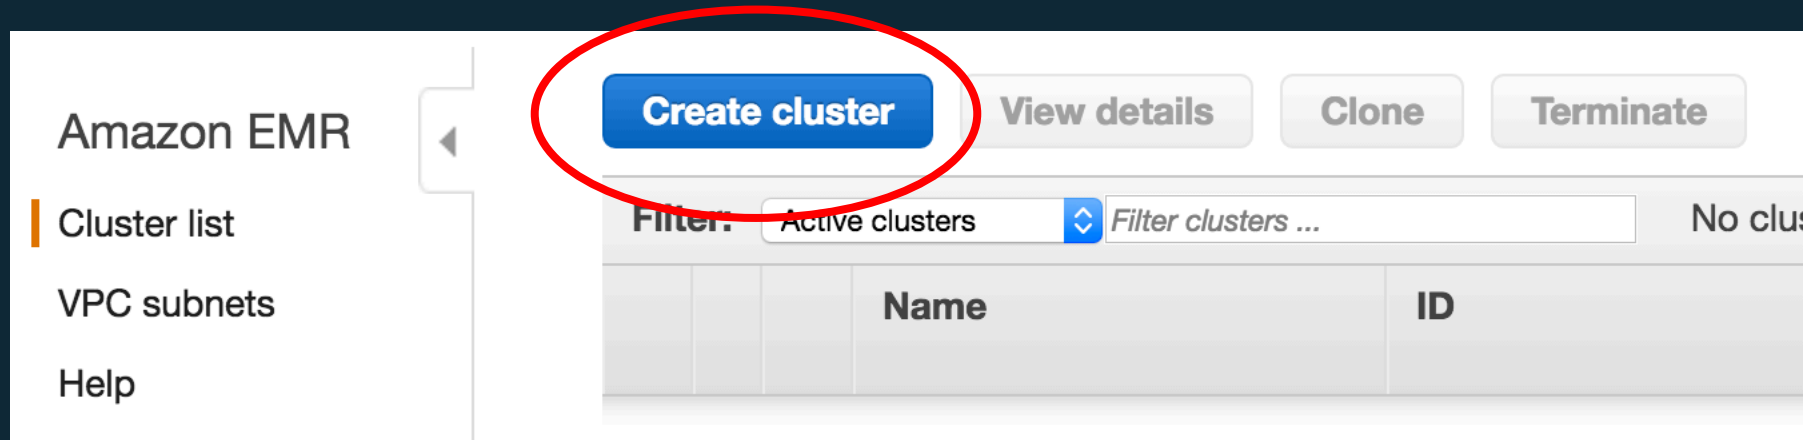 Amazon EMR
Cluster list
VPC subnets
Help
Create cluster View details Clone Terminate
Filter: Active clusters Filter clusters ... No
Name ID